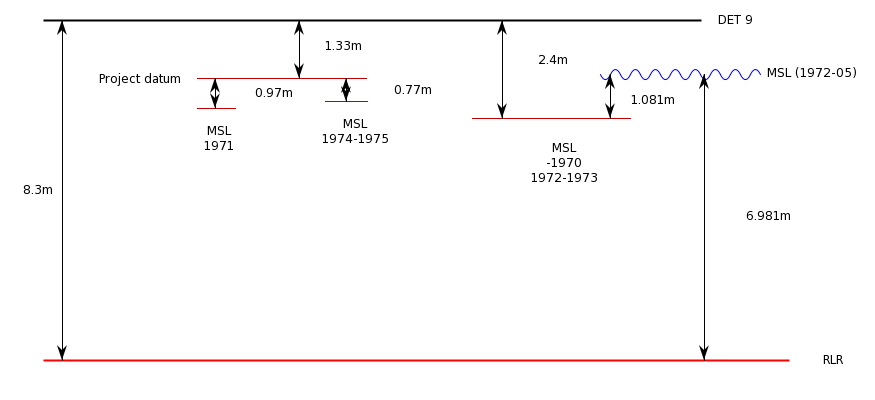 DET 9
1.33m
2.4m
MSL (1972-05)
Project datum
0.97m
0.77m
1.081m
MSL
1971
MSL
1974-1975
MSL
-1970
1972-1973
8.3m
6.981m
RLR